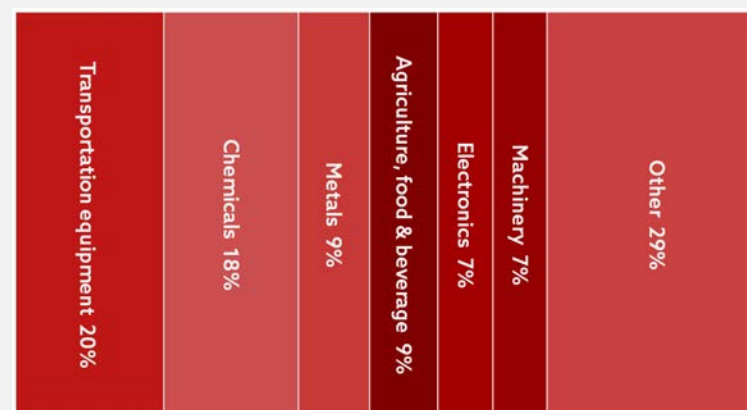 Transportation equipment 20%
Chemicals 18%
Metals 9%
Agriculture, food & beverage 9%
Electronics 7%
Machinery 7%
Other 29%